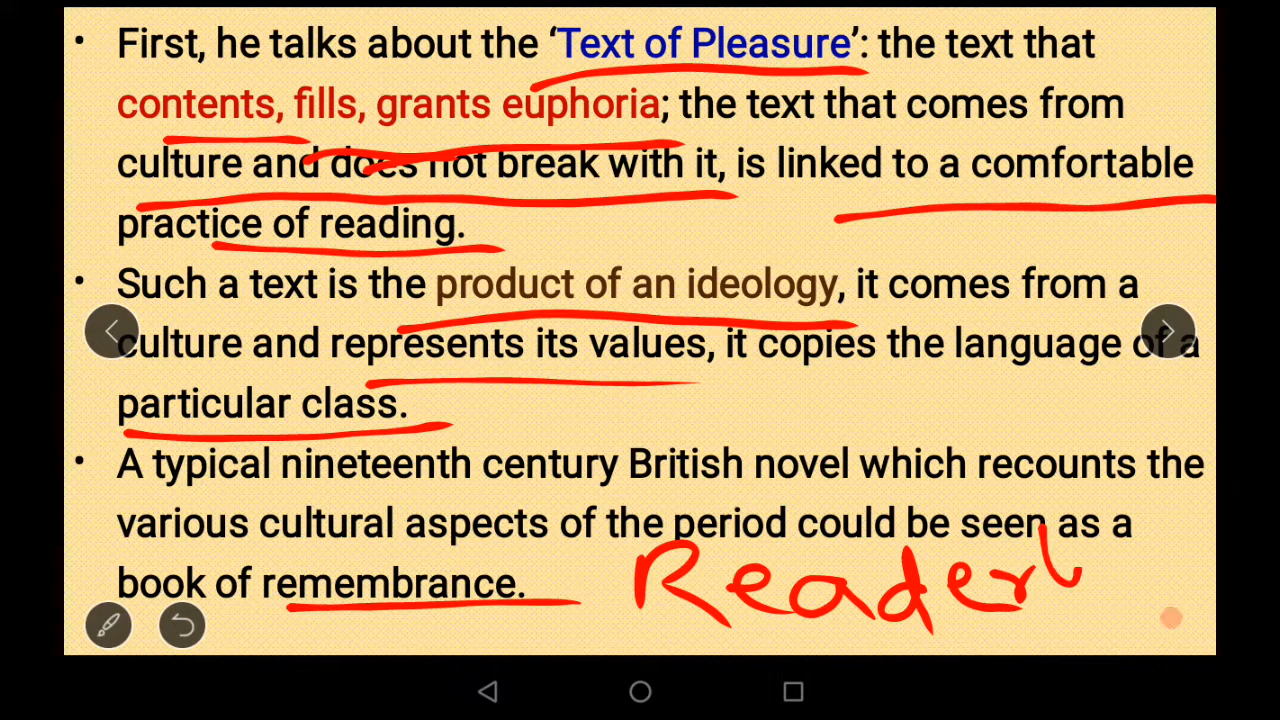 • First, he talks about the ‘Text of Pleasure’: the text that
contents, fills, grants euphoria; the text that comes from
culture and does not break with it, is linked to a comfortable
practice of reading.
• Such a text is the product of an ideology, it comes from a
culture and represents its values, it copies the language of a
particular class.
• A typical nineteenth century British novel which recounts the
various cultural aspects of the period could be seen as a
book of remembrance.
Reader